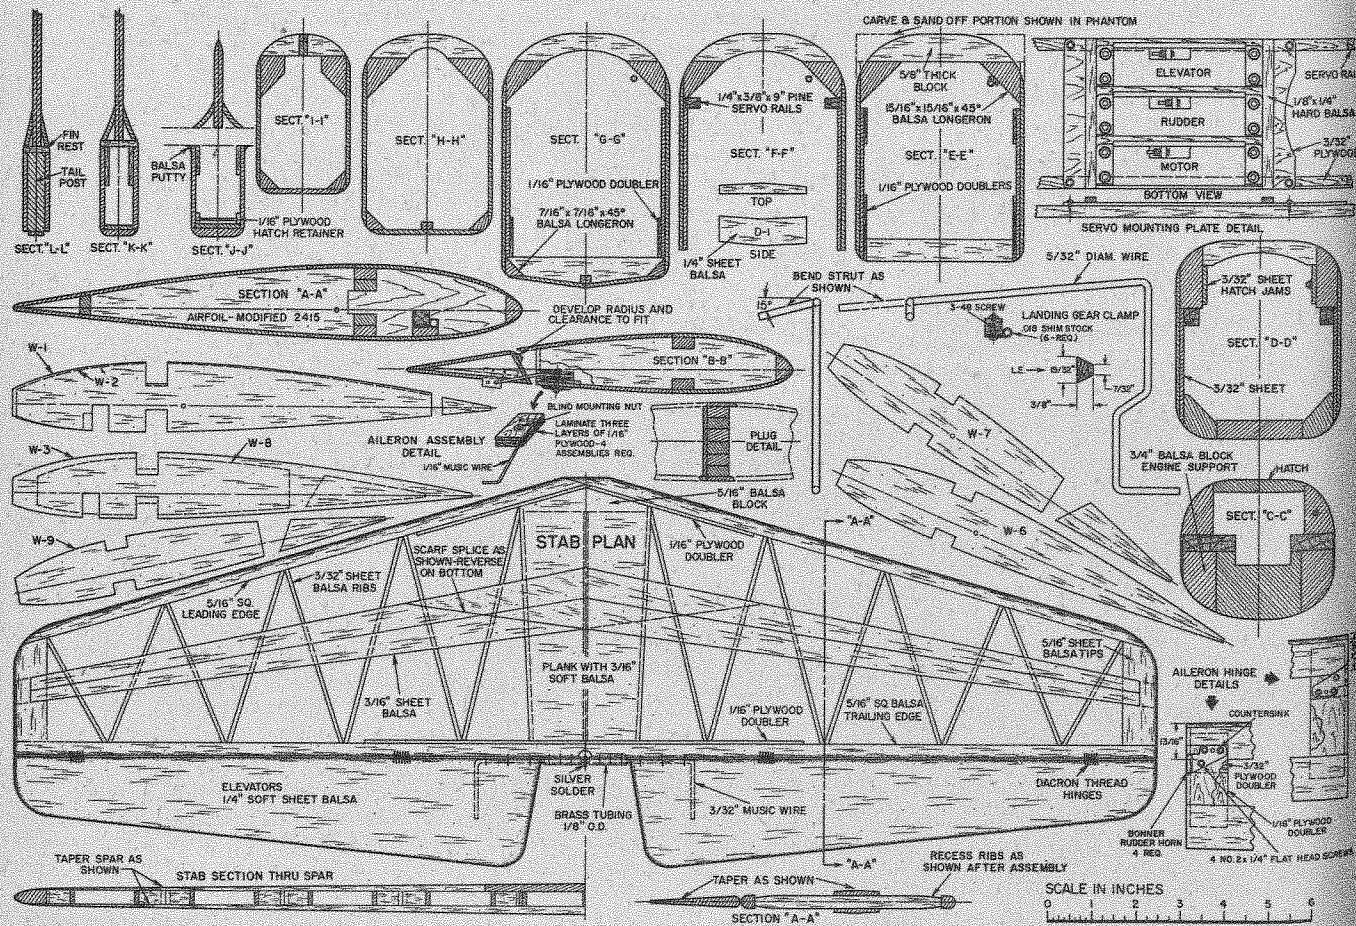 CARVE & SAND OFF PORTION SHOWN IN PHANTOM
FIN
REST
TAIL
POST
SECT. "L-L"
SECT. "K-K"
BALSA
PUTTY
1/16" PLYWOOD
HATCH RETAINER
SECT. "J-J"
SECT. "I-I"
SECT. "H-H"
SECT. "G-G"
1/16" PLYWOOD DOUBLER
7/16" x 7/16" x 45°
BALSA LONGERON
1/4" x 3/8" x 9" PINE
SERVO RAILS
SECT. "F-F"
TOP
D-1
SIDE
1/4" SHEET
BALSA
5/8" THICK
BLOCK
15/16" x 15/16" x 45°
BALSA LONGERON
SECT. "E-E"
1/16" PLYWOOD DOUBLERS
ELEVATOR
RUDDER
MOTOR
BOTTOM VIEW
SERVO RAI
1/8" x 1/4"
HARD BALSA
3/32"
PLYWOO
SERVO MOUNTING PLATE DETAIL
SECTION "A-A"
AIRFOIL-MODIFIED 2415
DEVELOP RADIUS AND
CLEARANCE TO FIT
BEND STRUT AS
SHOWN
15°
5/32" DIAM. WIRE
3-48 SCREW
LANDING GEAR CLAMP
.018 SHIM STOCK
(6-REQ.)
L.E.
15/32"
7/32"
3/8"
3/32" SHEET
HATCH JAMS
SECT. "D-D"
3/32" SHEET
W-1
W-2
SECTION "B-B"
BLIND MOUNTING NUT
LAMINATE THREE
LAYERS OF 1/16"
PLYWOOD-4
ASSEMBLIES REQ.
AILERON ASSEMBLY
DETAIL
1/16" MUSIC WIRE
PLUG
DETAIL
W-7
W-3
W-8
3/4" BALSA BLOCK
ENGINE SUPPORT
HATCH
SECT. "C-C"
W-6
W-9
5/16" BALSA
BLOCK
"A-A"
STAB PLAN
1/16" PLYWOOD
DOUBLER
SCARF SPLICE AS
SHOWN-REVERSE
ON BOTTOM
3/32" SHEET
BALSA RIBS
5/16" SQ.
LEADING EDGE
5/16" SHEET
BALSA TIPS
PLANK WITH 3/16"
SOFT BALSA
3/16" SHEET
BALSA
1/16" PLYWOOD
DOUBLER
5/16" SQ BALSA
TRAILING EDGE
AILERON HINGE
DETAILS
COUNTERSINK
13/16"
3/32"
PLYWOOD
DOUBLER
1/16" PLYWOOD
DOUBLER
BONNER
RUDDER HORN
4 REQ.
4 NO. 2 x 1/4" FLAT HEAD SCREWS
ELEVATORS
1/4" SOFT SHEET BALSA
SILVER
SOLDER
BRASS TUBING
1/8" O.D.
3/32" MUSIC WIRE
DACRON THREAD
HINGES
"A-A"
TAPER SPAR AS
SHOWN
STAB SECTION THRU SPAR
TAPER AS SHOWN
RECESS RIBS AS
SHOWN AFTER ASSEMBLY
SECTION "A-A"
SCALE IN INCHES
0 1 2 3 4 5 6